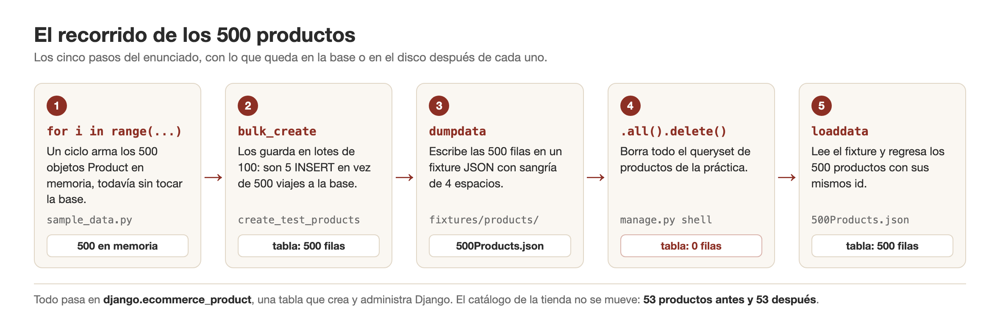 El recorrido de los 500 productos
Los cinco pasos del enunciado, con lo que queda en la base o en el disco después de cada uno.
1
for i in range(...)
Un ciclo arma los 500
objetos Product en
memoria, todavía sin tocar
la base.
sample_data.py
500 en memoria
→
2
bulk_create
Los guarda en lotes de
100: son 5 INSERT en vez
de 500 viajes a la base.
create_test_products
tabla: 500 filas
→
3
dumpdata
Escribe las 500 filas en un
fixture JSON con sangría
de 4 espacios.
fixtures/products/
500Products.json
→
4
.all().delete()
Borra todo el queryset de
productos de la práctica.
manage.py shell
tabla: 0 filas
→
5
loaddata
Lee el fixture y regresa los
500 productos con sus
mismos id.
500Products.json
tabla: 500 filas
Todo pasa en django.ecommerce_product, una tabla que crea y administra Django. El catálogo de la tienda no se mueve: 53 productos antes y 53 después.